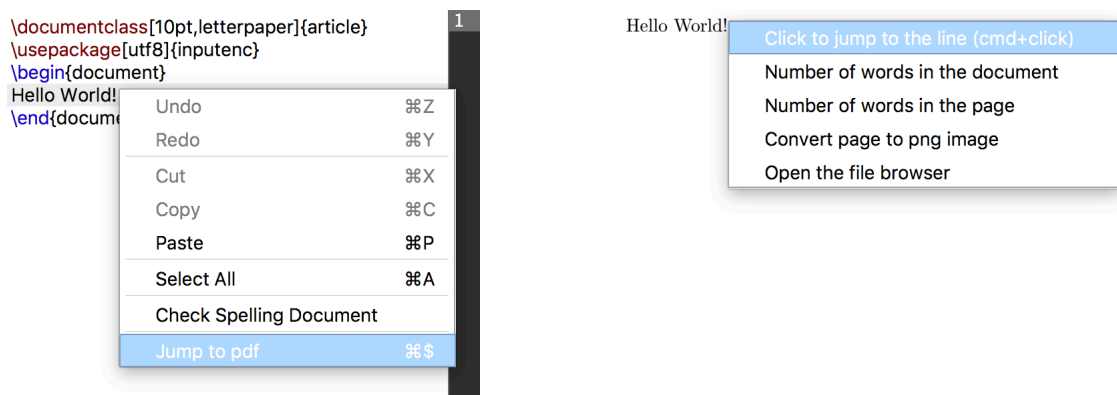 \documentclass[10pt,letterpaper]{article}
\usepackage[utf8]{inputenc}
\begin{document}
Hello World!
\end{docume
1
Undo ⌘Z
Redo ⌘Y
Cut ⌘X
Copy ⌘C
Paste ⌘P
Select All ⌘A
Check Spelling Document
Jump to pdf ⌘$
Hello World!
Click to jump to the line (cmd+click)
Number of words in the document
Number of words in the page
Convert page to png image
Open the file browser